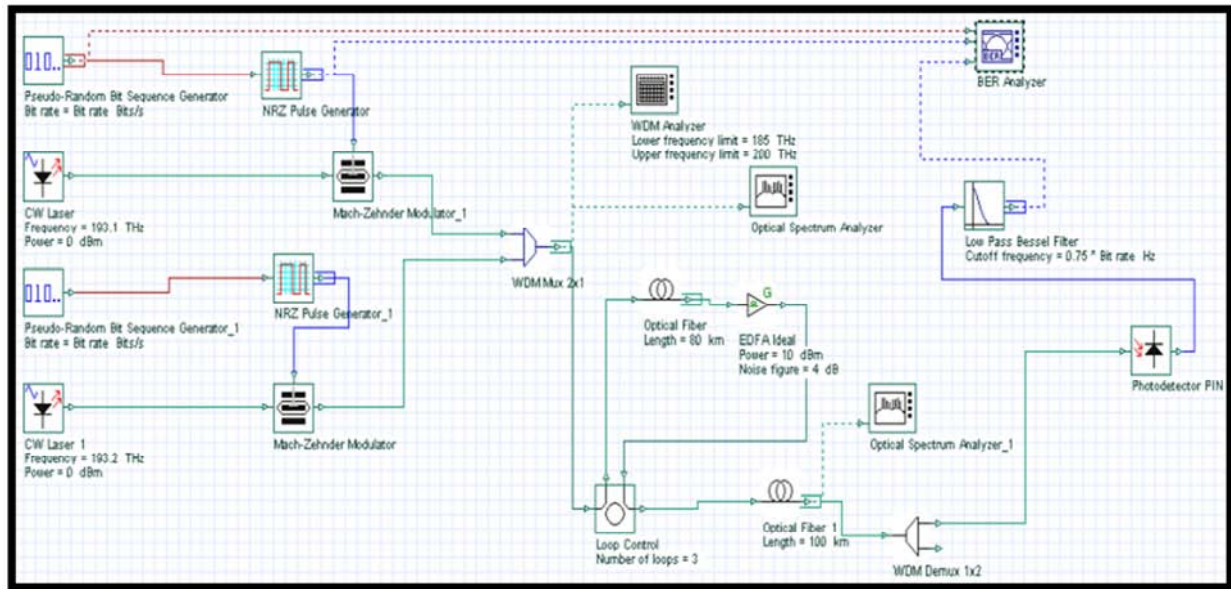 010..
Pseudo-Random Bit Sequence Generator
Bit rate = Bit rate Bits/s
NRZ Pulse Generator
BER
BER Analyzer
WDM Analyzer
Lower frequency limit = 185 THz
Upper frequency limit = 200 THz
CW Laser
Frequency = 193.1 THz
Power = 0 dBm
Mach-Zehnder Modulator_1
Optical Spectrum Analyzer
Low Pass Bessel Filter
Cutoff frequency = 0.75 * Bit rate Hz
WDM Mux 2x1
010..
Pseudo-Random Bit Sequence Generator_1
Bit rate = Bit rate Bits/s
NRZ Pulse Generator_1
Optical Fiber
Length = 80 km
G
EDFA Ideal
Power = 10 dBm
Noise figure = 4 dB
Photodetector PIN
CW Laser 1
Frequency = 193.2 THz
Power = 0 dBm
Mach-Zehnder Modulator
Optical Spectrum Analyzer_1
Loop Control
Number of loops = 3
Optical Fiber 1
Length = 100 km
WDM Demux 1x2